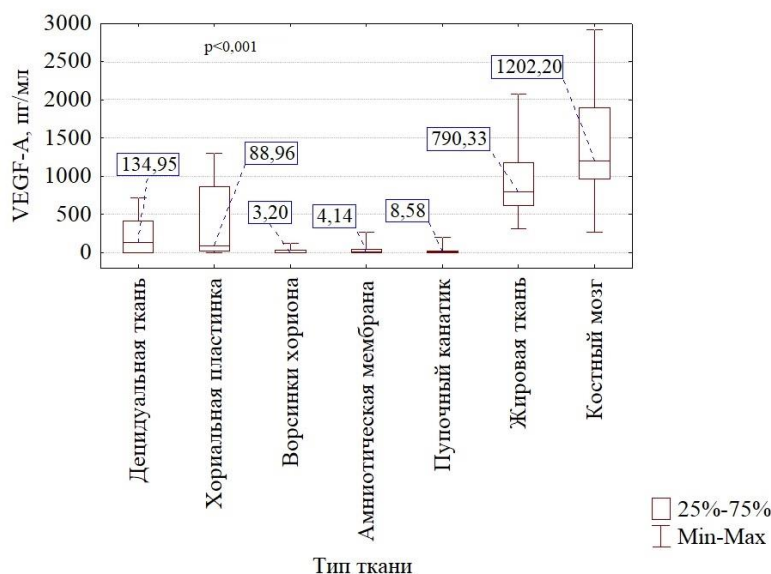 3000
2500
2000
1500
1000
500
0
VEGF-A, пг/мл
p<0,001
134,95
88,96
3,20
4,14
8,58
790,33
1202,20
Децидуальная ткань
Хориальная пластинка
Ворсинки хориона
Амниотическая мембрана
Пупочный канатик
Жировая ткань
Костный мозг
Тип ткани
25%-75%
Min-Max